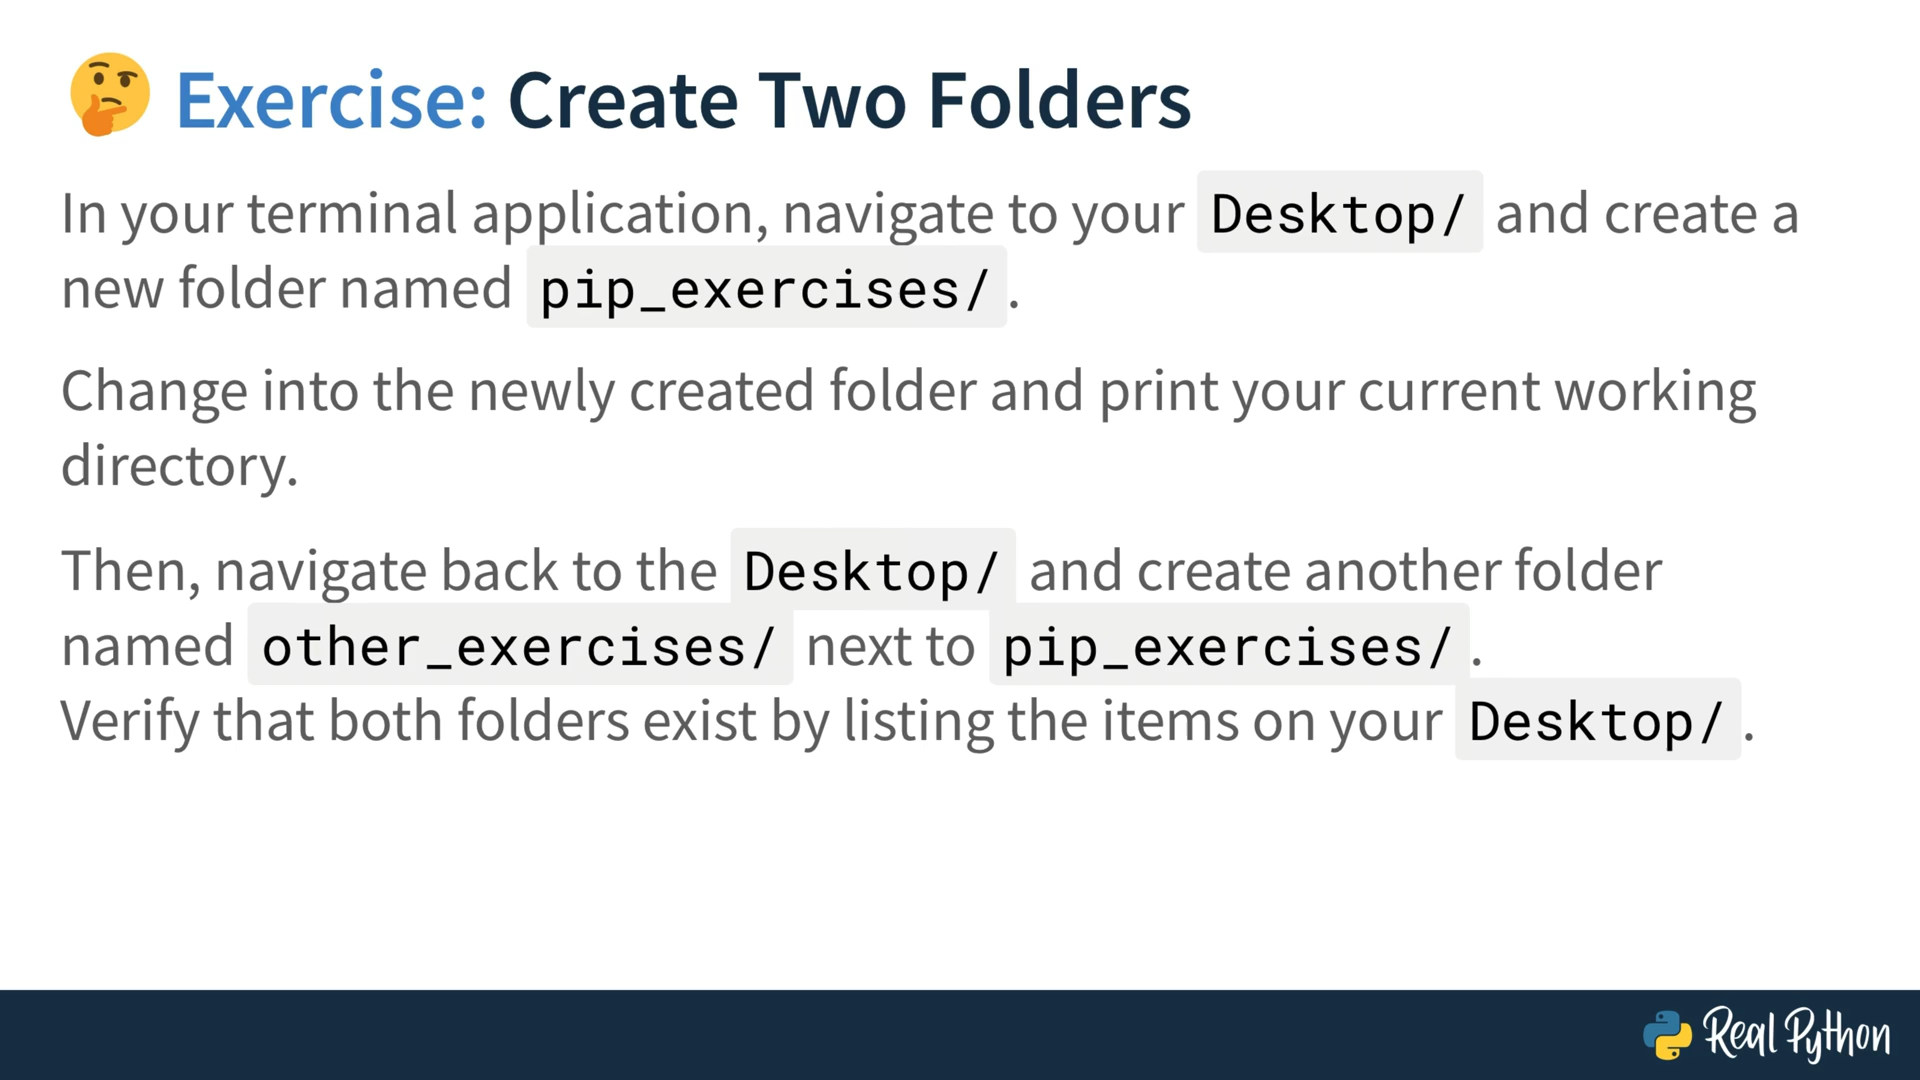 Exercise: Create Two Folders
In your terminal application, navigate to your Desktop/ and create a
new folder named pip_exercises/ .
Change into the newly created folder and print your current working
directory.
Then, navigate back to the Desktop/ and create another folder
named other_exercises/ next to pip_exercises/ .
Verify that both folders exist by listing the items on your Desktop/ .
Real Python